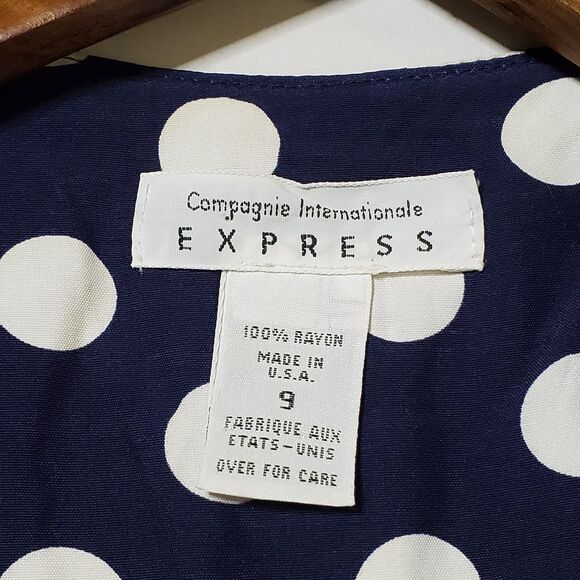 Compagnie Internationale
EXPRESS
100% RAYON
MADE IN
U.S.A.
9
FABRIQUE AUX
ETATS-UNIS
OVER FOR CARE